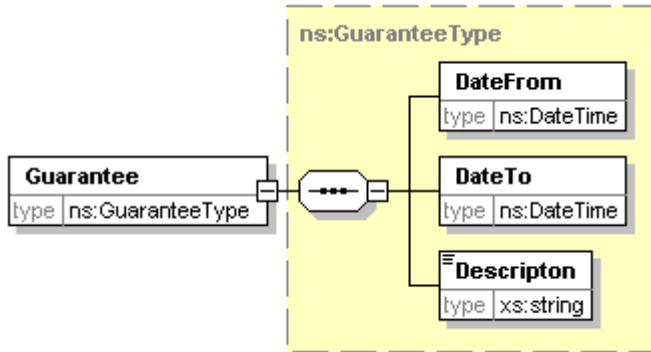 ns:GuaranteeType
DateFrom
type ns:DateTime
Guarantee
type ns:GuaranteeType
DateTo
type ns:DateTime
Descripton
type xs:string